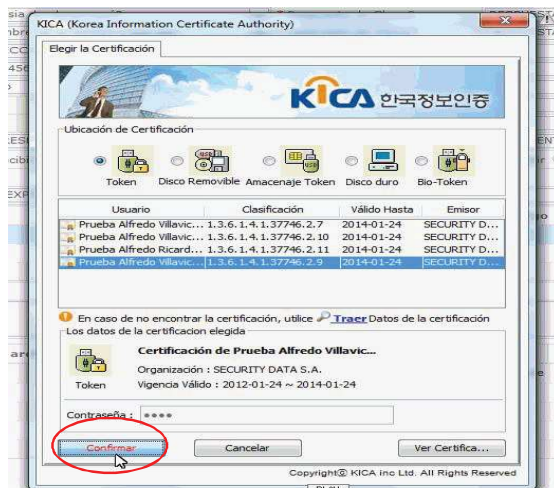 KICA (Korea Information Certificate Authority)
Elegir la Certificación
KICA 한국정보인증
Ubicación de Certificación
Token Disco Removible Amacenaje Token Disco duro Bio-Token
Usuario Clasificación Válido Hasta Emisor
Prueba Alfredo Villavic... 1.3.6.1.4.1.37746.2.7 2014-01-24 SECURITY D...
Prueba Alfredo Villavic... 1.3.6.1.4.1.37746.2.10 2014-01-24 SECURITY D...
Prueba Alfredo Ricard... 1.3.6.1.4.1.37746.2.11 2014-01-24 SECURITY D...
Prueba Alfredo Villavic... 1.3.6.1.4.1.37746.2.9 2014-01-24 SECURITY D...
En caso de no encontrar la certificación, utilice Traer Datos de la certificación
Los datos de la certificacion elegida
Certificación de Prueba Alfredo Villavic...
Organización : SECURITY DATA S.A.
Token Vigencia Válido : 2012-01-24 ~ 2014-01-24
Contraseña : ••••
Confirmar Cancelar Ver Certifica...
Copyright© KICA inc Ltd. All Rights Reserved